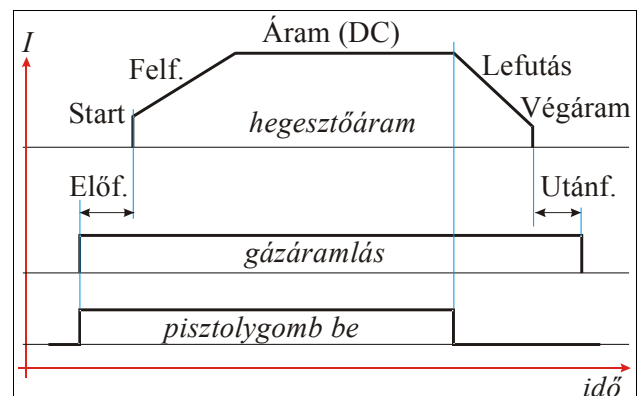 I
Áram (DC)
Felf.
Lefutás
Start
Végáram
hegesztőáram
Előf.
Utánf.
gázáramlás
pisztolygomb be
idő